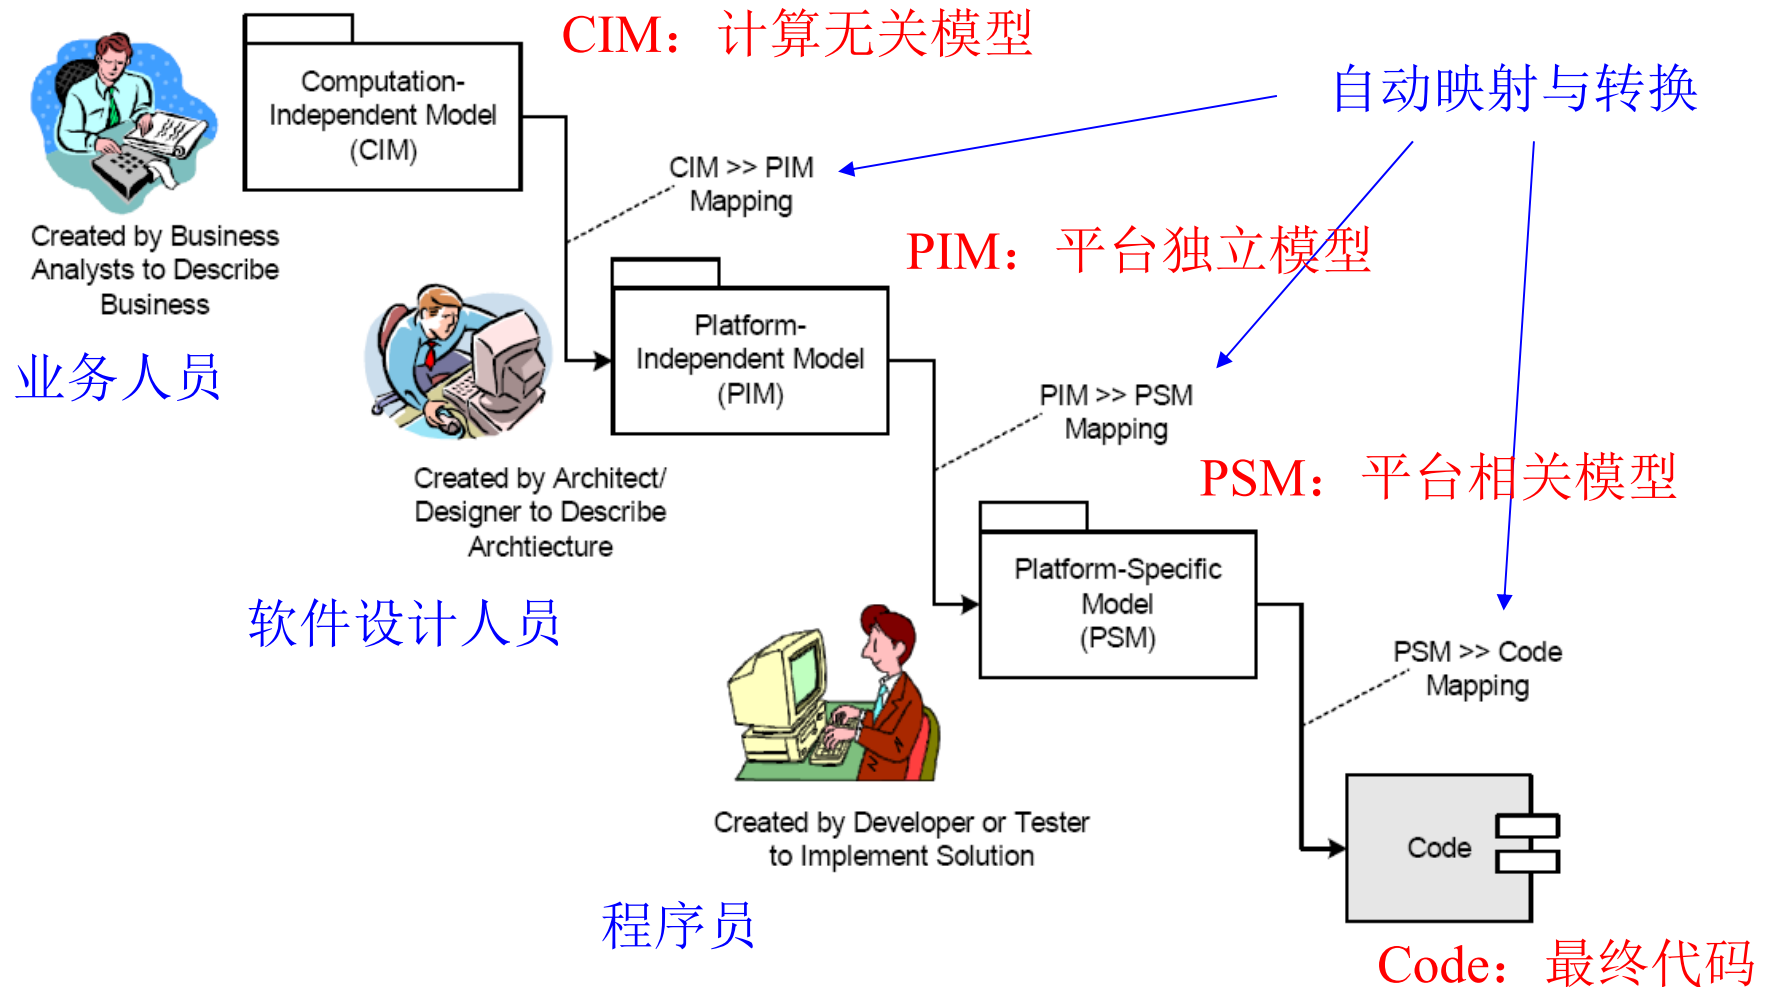 CIM：计算无关模型
自动映射与转换
Computation-
Independent Model
(CIM)
CIM >> PIM
Mapping
Created by Business
Analysts to Describe
Business
业务人员
PIM：平台独立模型
Platform-
Independent Model
(PIM)
PIM >> PSM
Mapping
Created by Architect/
Designer to Describe
Archtiecture
软件设计人员
PSM：平台相关模型
Platform-Specific
Model
(PSM)
PSM >> Code
Mapping
Created by Developer or Tester
to Implement Solution
程序员
Code
Code：最终代码